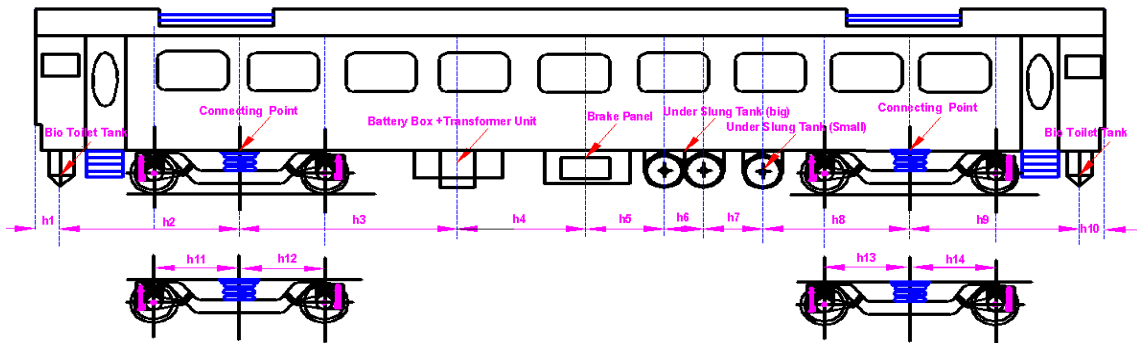 Connecting Point
Under Slung Tank (big)
Connecting Point
Bio Toilet Tank
Battery Box +Transformer Unit
Brake Panel
Under Slung Tank (Small)
Bio Toilet Tank
h1
h2
h3
h4
h5
h6
h7
h8
h9
h10
h11
h12
h13
h14